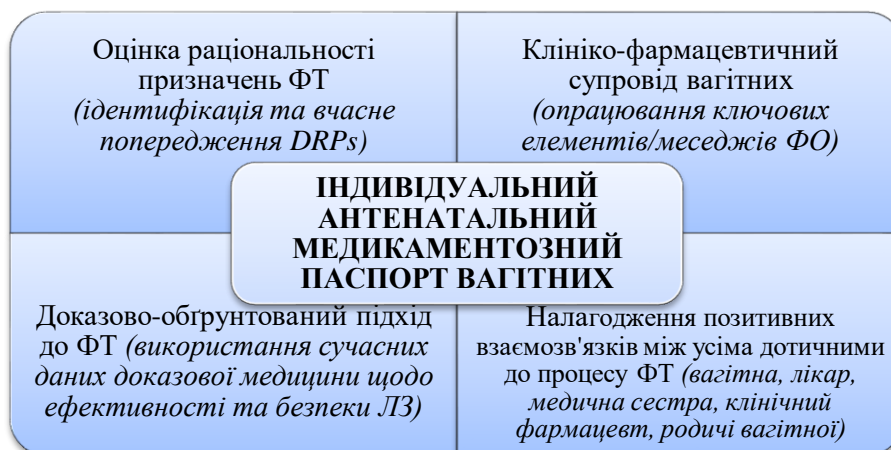 Оцінка раціональності
призначень ФТ
(ідентифікація та вчасне
попередження DRPs)
Клініко-фармацевтичний
супровід вагітних
(опрацювання ключових
елементів/меседжів ФО)
ІНДИВІДУАЛЬНИЙ
АНТЕНАТАЛЬНИЙ
МЕДИКАМЕНТОЗНИЙ
ПАСПОРТ ВАГІТНИХ
Доказово-обґрунтований підхід
до ФТ (використання сучасних
даних доказової медицини щодо
ефективності та безпеки ЛЗ)
Налагодження позитивних
взаємозв'язків між усіма дотичними
до процесу ФТ (вагітна, лікар,
медична сестра, клінічний
фармацевт, родичі вагітної)